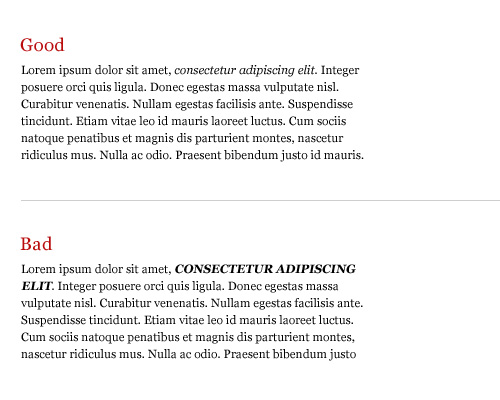 Good
Lorem ipsum dolor sit amet, consectetur adipiscing elit. Integer
posuere orci quis ligula. Donec egestas massa vulputate nisl.
Curabitur venenatis. Nullam egestas facilisis ante. Suspendisse
tincidunt. Etiam vitae leo id mauris laoreet luctus. Cum sociis
natoque penatibus et magnis dis parturient montes, nascetur
ridiculus mus. Nulla ac odio. Praesent bibendum justo id mauris.
Bad
Lorem ipsum dolor sit amet, CONSECTETUR ADIPISCING
ELIT. Integer posuere orci quis ligula. Donec egestas massa
vulputate nisl. Curabitur venenatis. Nullam egestas facilisis ante.
Suspendisse tincidunt. Etiam vitae leo id mauris laoreet luctus.
Cum sociis natoque penatibus et magnis dis parturient montes,
nascetur ridiculus mus. Nulla ac odio. Praesent bibendum justo